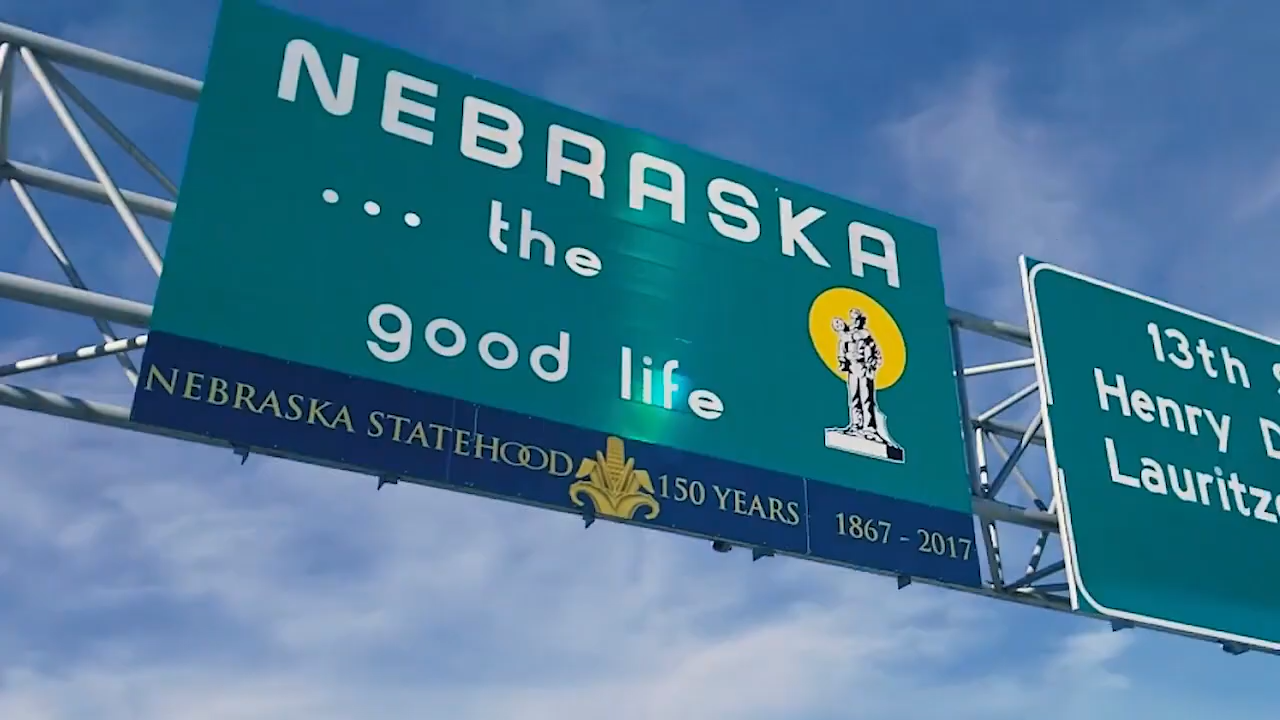 NEBRASKA
... the
good life
NEBRASKA STATEHOOD 150 YEARS 1867 - 2017
13th
Henry